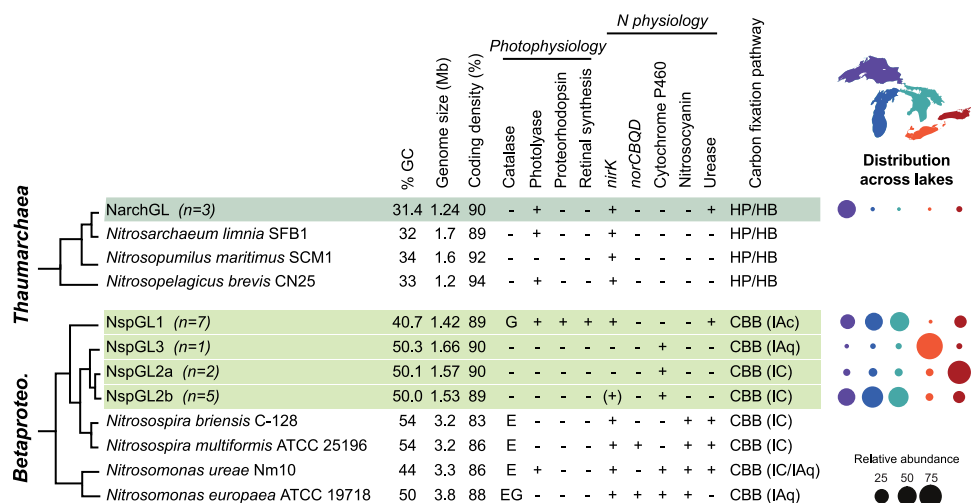 N physiology
Photophysiology
% GC
Genome size (Mb)
Coding density (%)
Catalase
Photolyase
Proteorhodopsin
Retinal synthesis
nirK
norCBQD
Cytochrome P460
Nitrosocyanin
Urease
Carbon fixation pathway
Distribution
across lakes
Thaumarchaea
NarchGL (n=3) 31.4 1.24 90 - + - - + - - - + HP/HB
Nitrosarchaeum limnia SFB1 32 1.7 89 - + - - + - - - - HP/HB
Nitrosopumilus maritimus SCM1 34 1.6 92 - - - - + - - - - HP/HB
Nitrosopelagicus brevis CN25 33 1.2 94 - + - - + - - - - HP/HB
Betaproteo.
NspGL1 (n=7) 40.7 1.42 89 G + + + + - - - + CBB (IAc)
NspGL3 (n=1) 50.3 1.66 90 - - - - - - + - - CBB (IAq)
NspGL2a (n=2) 50.1 1.57 90 - - - - - - + - - CBB (IC)
NspGL2b (n=5) 50.0 1.53 89 - - - - (+) - + - - CBB (IC)
Nitrosospira briensis C-128 54 3.2 83 E - - - + - - + + CBB (IC)
Nitrosospira multiformis ATCC 25196 54 3.2 86 E - - - + + - + + CBB (IC)
Nitrosomonas ureae Nm10 44 3.3 86 E + - - + - + + + CBB (IC/IAq)
Nitrosomonas europaea ATCC 19718 50 3.8 88 EG - - - + + + + - CBB (IAq)
Relative abundance
25 50 75